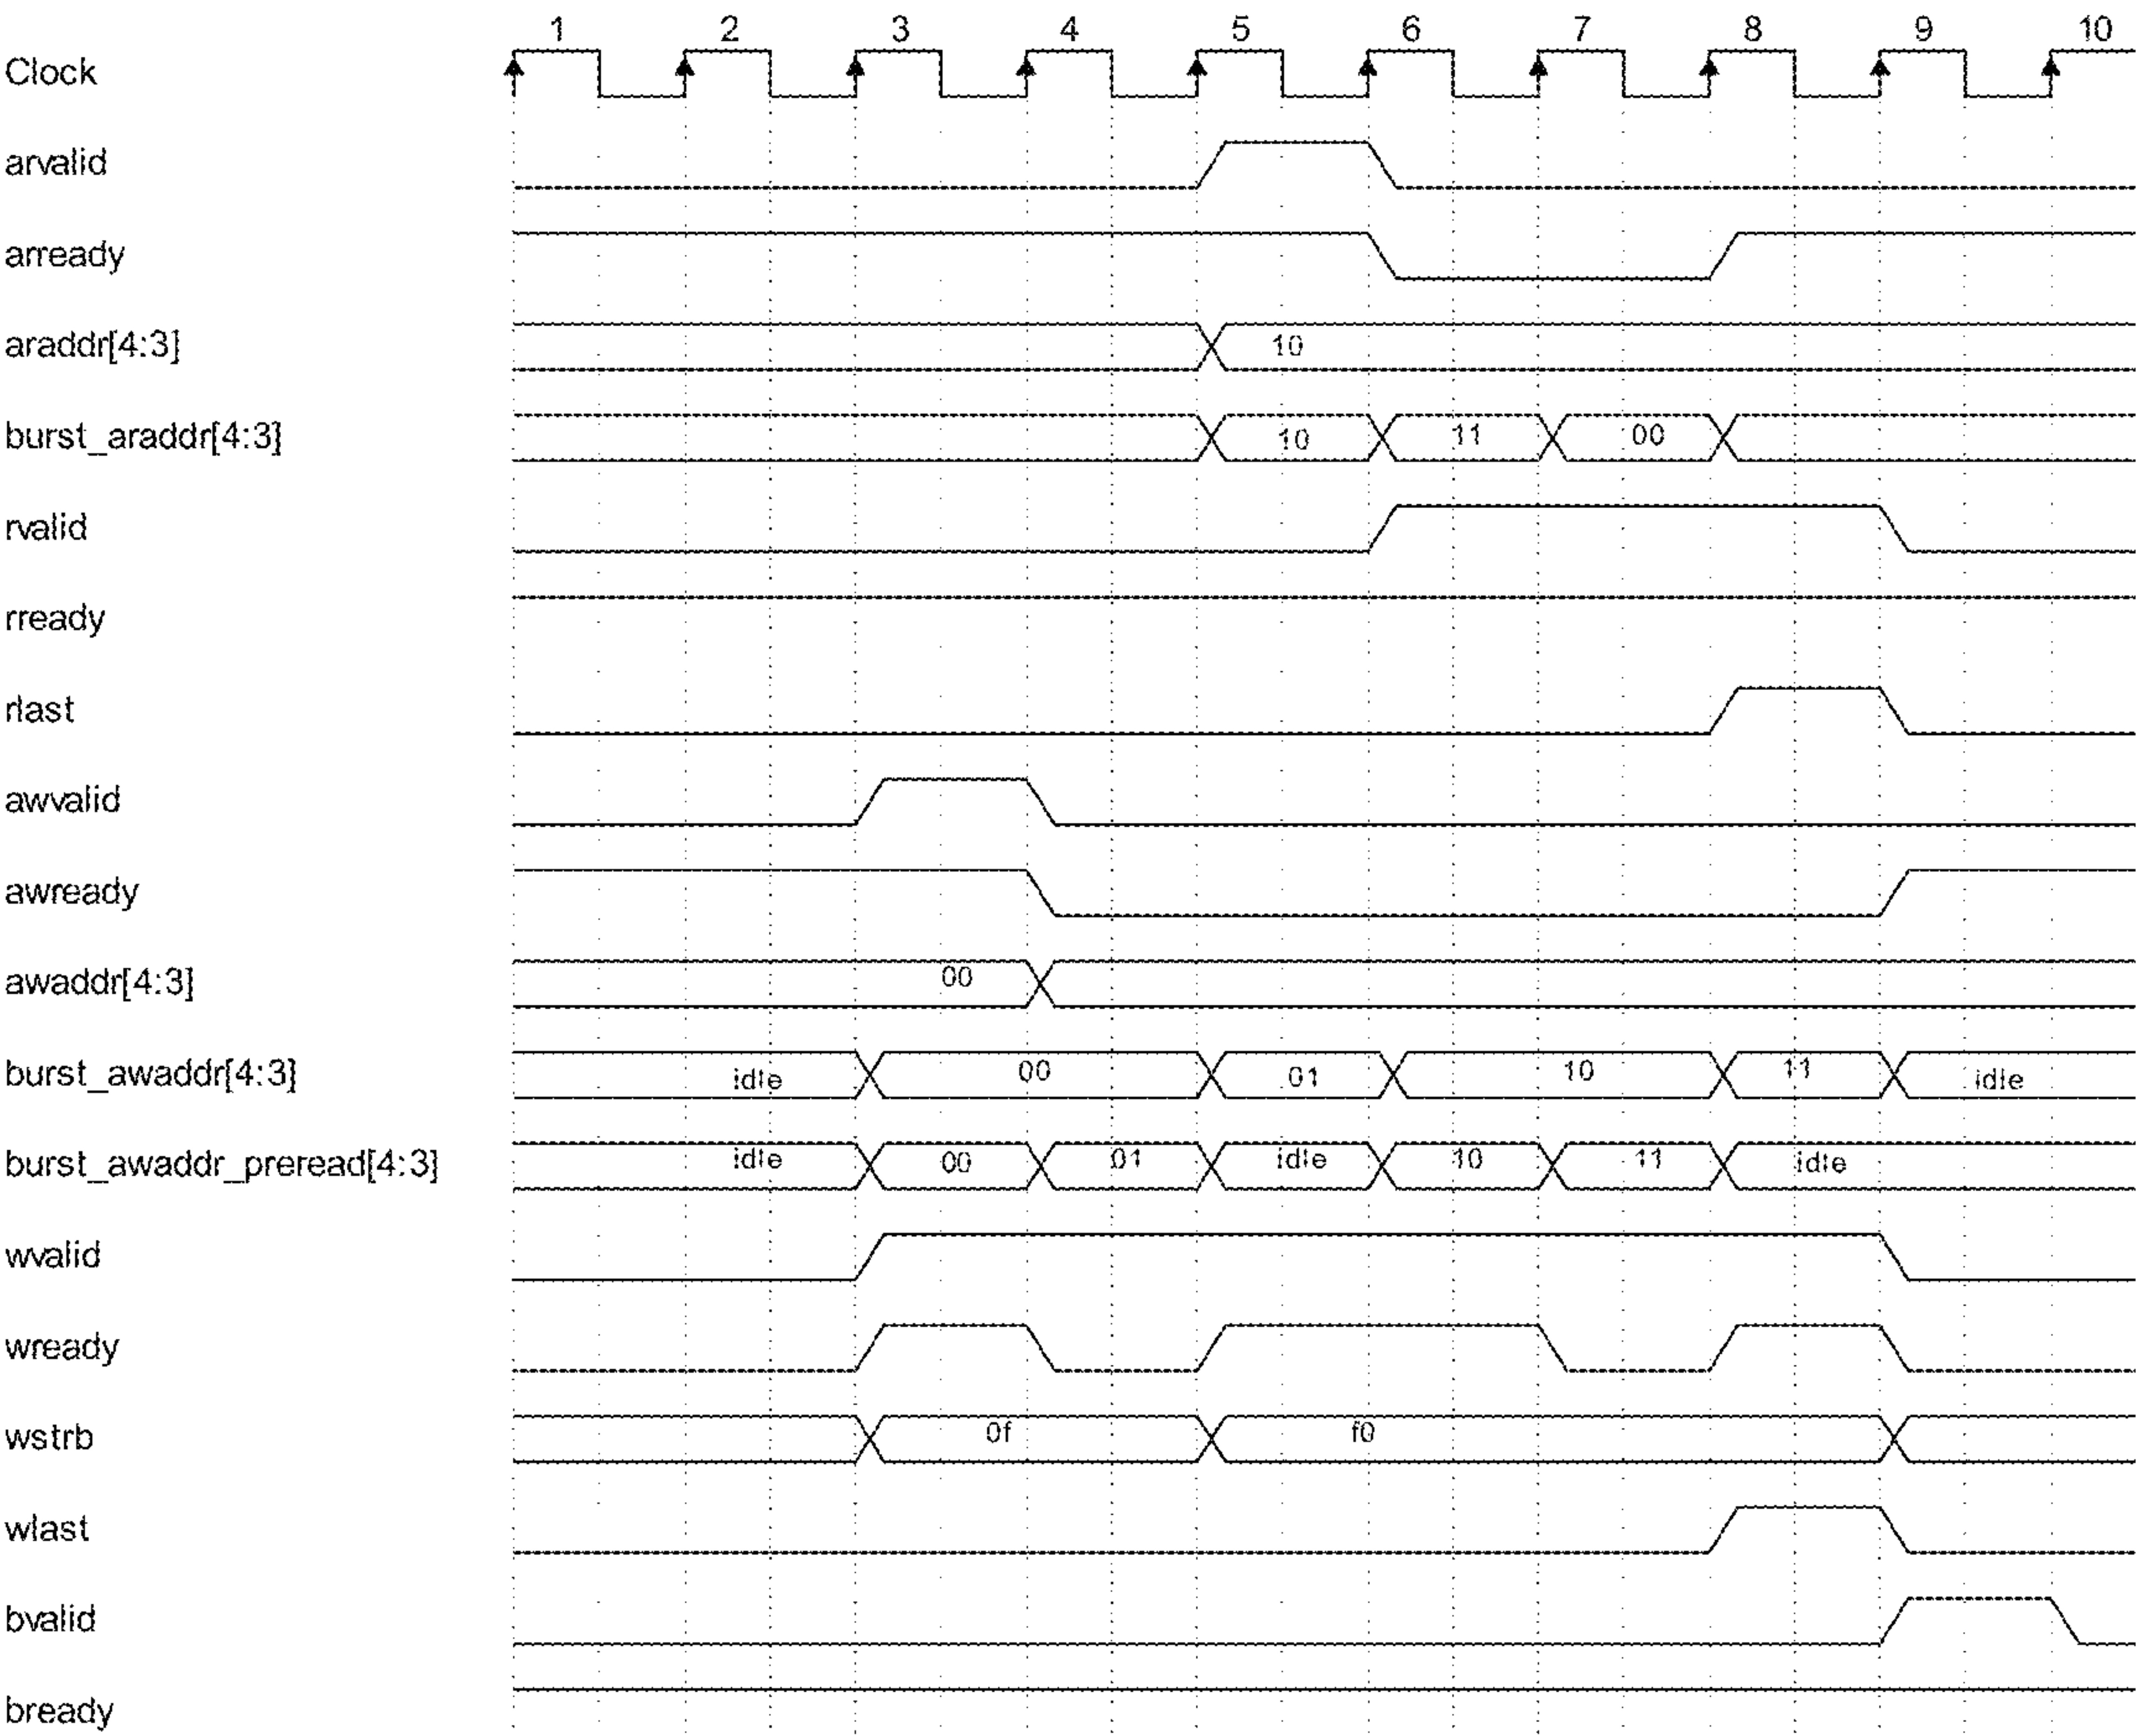 1 2 3 4 5 6 7 8 9 10
Clock
arvalid
arready
araddr[4:3] 10
burst_araddr[4:3] 10 11 00
rvalid
rready
rlast
awvalid
awready
awaddr[4:3] 00
burst_awaddr[4:3] idle 00 01 10 11 idle
burst_awaddr_preread[4:3] idle 00 01 idle 10 11 idle
wvalid
wready
wstrb 0f f0
wlast
bvalid
bready